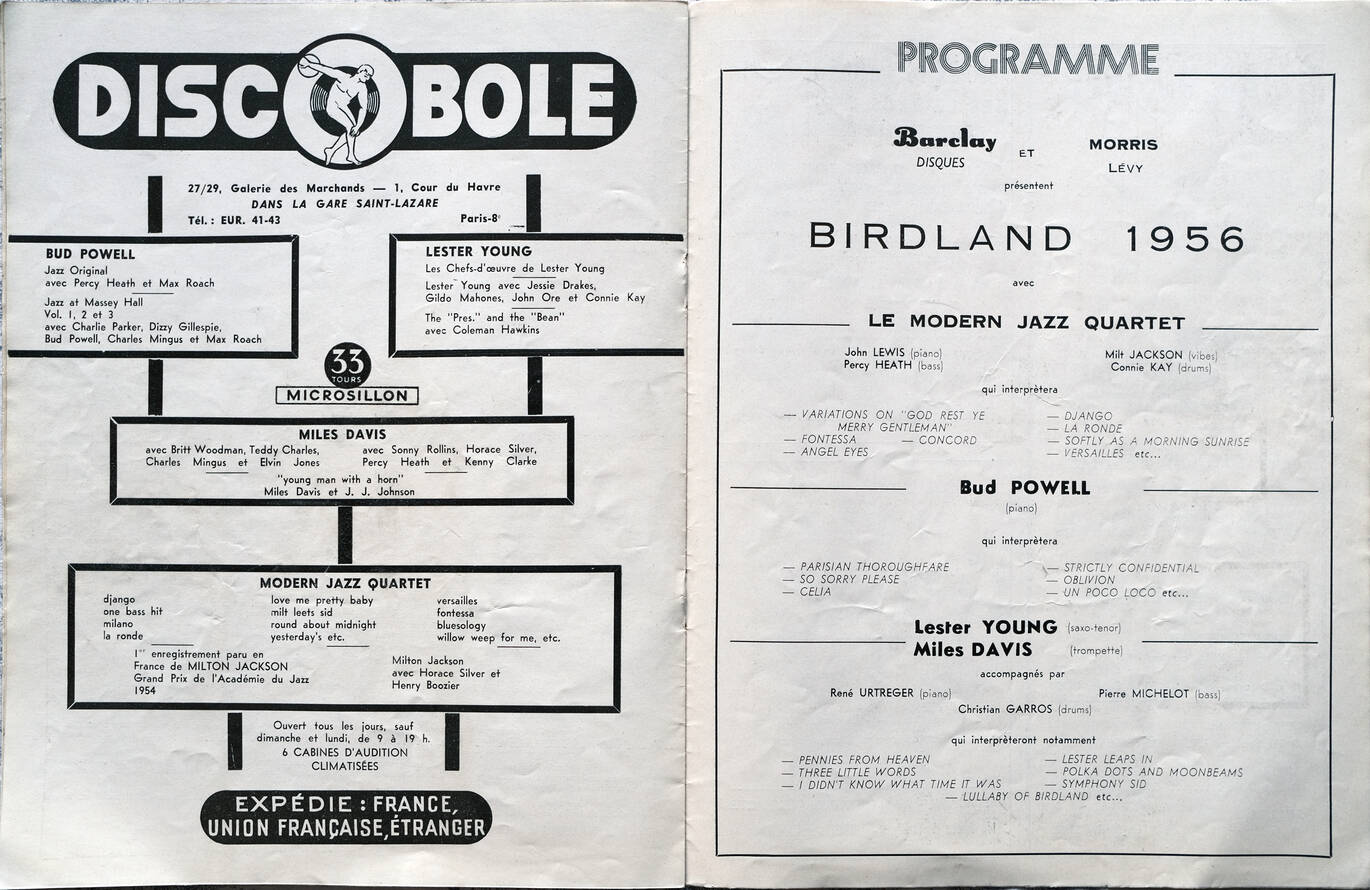 DISCOBOLE
27/29, Galerie des Marchands — 1, Cour du Havre
DANS LA GARE SAINT-LAZARE
Tél. : EUR. 41-43 Paris-8e
BUD POWELL
Jazz Original
avec Percy Heath et Max Roach
Jazz at Massey Hall
Vol. 1, 2 et 3
avec Charlie Parker, Dizzy Gillespie,
Bud Powell, Charles Mingus et Max Roach
LESTER YOUNG
Les Chefs-d'œuvre de Lester Young
Lester Young avec Jessie Drakes,
Gildo Mahones, John Ore et Connie Kay
The "Pres." and the "Bean"
avec Coleman Hawkins
33
TOURS
MICROSILLON
MILES DAVIS
avec Britt Woodman, Teddy Charles,
Charles Mingus et Elvin Jones
avec Sonny Rollins, Horace Silver,
Percy Heath et Kenny Clarke
"young man with a horn"
Miles Davis et J. J. Johnson
MODERN JAZZ QUARTET
django
one bass hit
milano
la ronde
love me pretty baby
milt leets sid
round about midnight
yesterday's etc.
versailles
fontessa
bluesology
willow weep for me, etc.
1er enregistrement paru en
France de MILTON JACKSON
Grand Prix de l'Académie du Jazz
1954
Milton Jackson
avec Horace Silver et
Henry Boozier
Ouvert tous les jours, sauf
dimanche et lundi, de 9 à 19 h.
6 CABINES D'AUDITION
CLIMATISÉES
EXPÉDIE : FRANCE,
UNION FRANÇAISE, ÉTRANGER
PROGRAMME
Barclay
DISQUES
ET
MORRIS
LÉVY
présentent
BIRDLAND 1956
avec
LE MODERN JAZZ QUARTET
John LEWIS (piano)
Percy HEATH (bass)
Milt JACKSON (vibes)
Connie KAY (drums)
qui interprètera
— VARIATIONS ON "GOD REST YE
MERRY GENTLEMAN"
— FONTESSA — CONCORD
— ANGEL EYES
— DJANGO
— LA RONDE
— SOFTLY AS A MORNING SUNRISE
— VERSAILLES etc...
Bud POWELL
(piano)
qui interprètera
— PARISIAN THOROUGHFARE
— SO SORRY PLEASE
— CELIA
— STRICTLY CONFIDENTIAL
— OBLIVION
— UN POCO LOCO etc...
Lester YOUNG (saxo-tenor)
Miles DAVIS (trompette)
accompagnés par
René URTREGER (piano) Pierre MICHELOT (bass)
Christian GARROS (drums)
qui interpréteront notamment
— PENNIES FROM HEAVEN
— THREE LITTLE WORDS
— I DIDN'T KNOW WHAT TIME IT WAS
— LESTER LEAPS IN
— POLKA DOTS AND MOONBEAMS
— SYMPHONY SID
— LULLABY OF BIRDLAND etc...